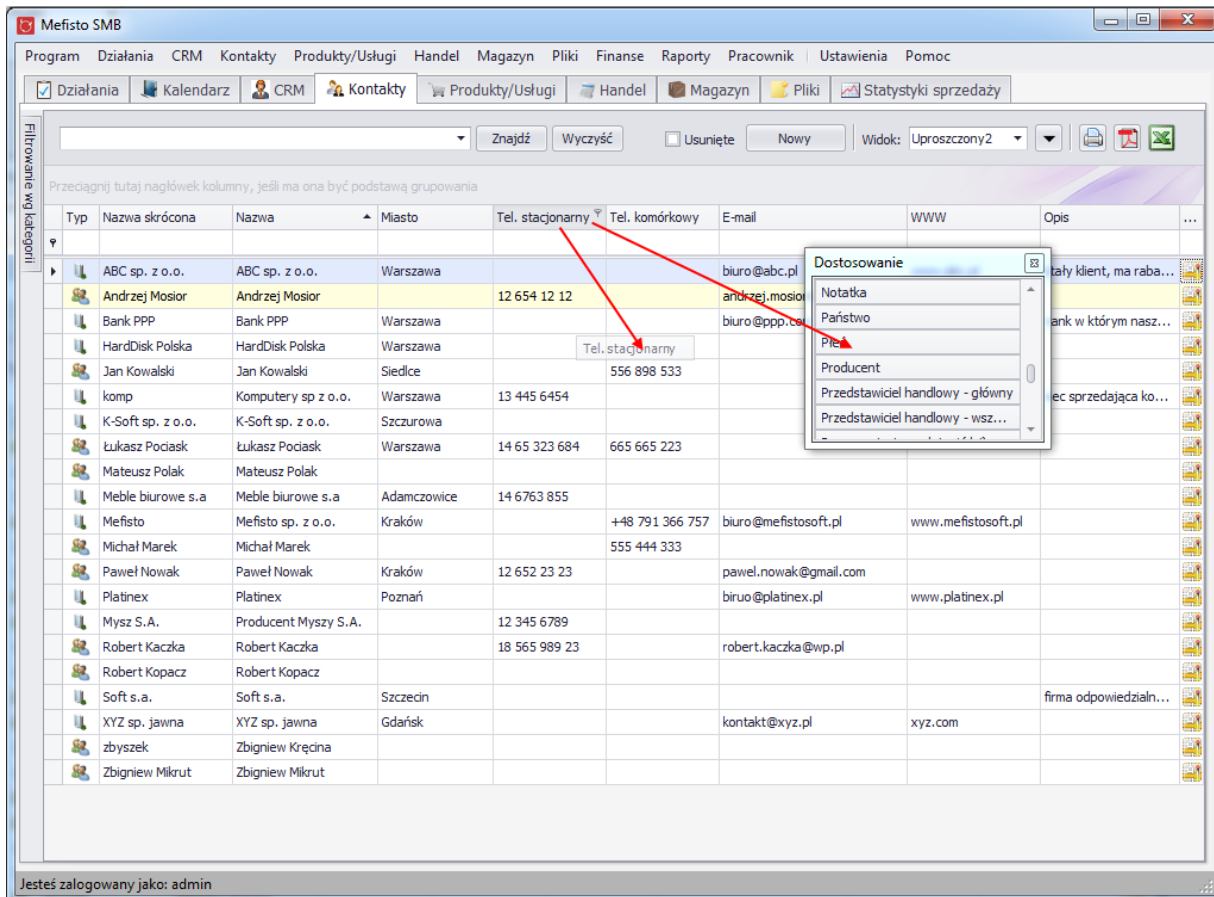 Mefisto SMB
Program Działania CRM Kontakty Produkty/Usługi Handel Magazyn Pliki Finanse Raporty Pracownik Ustawienia Pomoc
Działania Kalendarz CRM Kontakty Produkty/Usługi Handel Magazyn Pliki Statystyki sprzedaży
Filtrowanie wg kategorii
Znajdź Wyczyść Usunięte Nowy Widok: Uproszczony2
Przeciągnij tutaj nagłówek kolumny, jeśli ma ona być podstawą grupowania
Typ Nazwa skrócona Nazwa Miasto Tel. stacjonarny Tel. komórkowy E-mail WWW Opis ...
ABC sp. z o.o. ABC sp. z o.o. Warszawa biuro@abc.pl tały klient, ma raba...
Andrzej Mosior Andrzej Mosior 12 654 12 12 andrzej.mosior
Bank PPP Bank PPP Warszawa biuro@ppp.co ank w którym nasz...
HardDisk Polska HardDisk Polska Warszawa
Tel. stacjonarny
Jan Kowalski Jan Kowalski Siedlce 556 898 533
komp Komputery sp z o.o. Warszawa 13 445 6454 ec sprzedająca ko...
K-Soft sp. z o.o. K-Soft sp. z o.o. Szczurowa
Łukasz Pociask Łukasz Pociask Warszawa 14 65 323 684 665 665 223
Mateusz Polak Mateusz Polak
Meble biurowe s.a Meble biurowe s.a Adamczowice 14 6763 855
Mefisto Mefisto sp. z o.o. Kraków +48 791 366 757 biuro@mefistosoft.pl www.mefistosoft.pl
Michał Marek Michał Marek 555 444 333
Paweł Nowak Paweł Nowak Kraków 12 652 23 23 pawel.nowak@gmail.com
Platinex Platinex Poznań biruo@platinex.pl www.platinex.pl
Mysz S.A. Producent Myszy S.A. 12 345 6789
Robert Kaczka Robert Kaczka 18 565 989 23 robert.kaczka@wp.pl
Robert Kopacz Robert Kopacz
Soft s.a. Soft s.a. Szczecin firma odpowiedzialn...
XYZ sp. jawna XYZ sp. jawna Gdańsk kontakt@xyz.pl xyz.com
zbyszek Zbigniew Kręcina
Zbigniew Mikrut Zbigniew Mikrut
Dostosowanie
Notatka
Państwo
Płeć
Producent
Przedstawiciel handlowy - główny
Przedstawiciel handlowy - wsz...
Jesteś zalogowany jako: admin